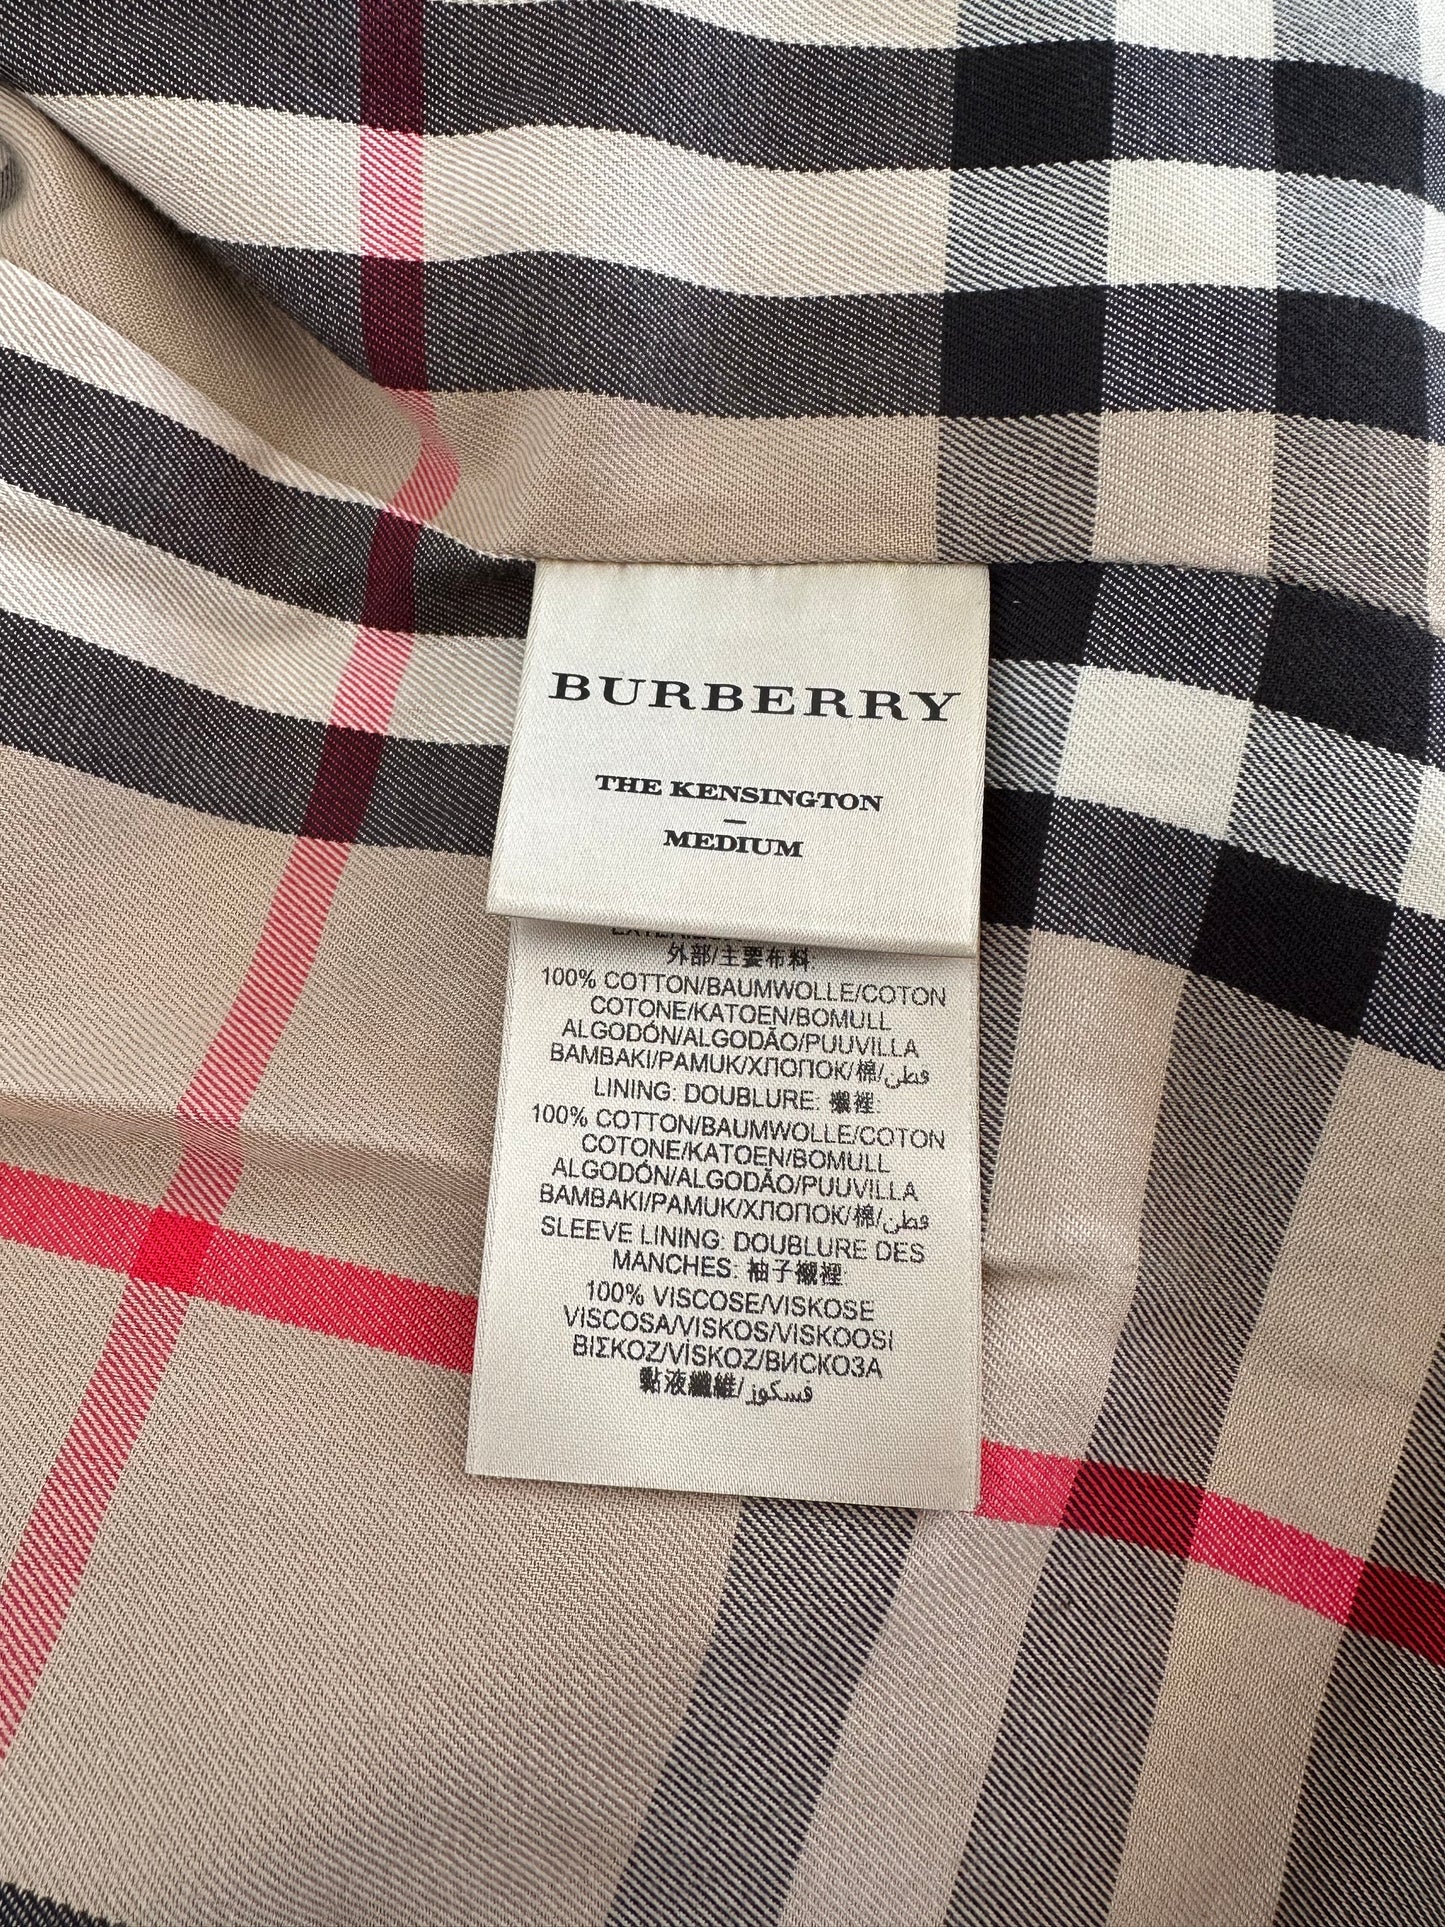 BURBERRY
THE KENSINGTON
–
MEDIUM
外部/主要布料:
100% COTTON/BAUMWOLLE/COTON
COTONE/KATOEN/BOMULL
ALGODÓN/ALGODÃO/PUUVILLA
BAMBAKI/PAMUK/ХЛОПОК/棉/قطن
LINING: DOUBLURE: 襯裡:
100% COTTON/BAUMWOLLE/COTON
COTONE/KATOEN/BOMULL
ALGODÓN/ALGODÃO/PUUVILLA
BAMBAKI/PAMUK/ХЛОПОК/棉/قطن
SLEEVE LINING: DOUBLURE DES
MANCHES: 袖子襯裡:
100% VISCOSE/VISKOSE
VISCOSA/VISKOS/VISKOOSI
ΒΙΣΚΟΖ/VİSKOZ/ВИСКОЗА
黏液纖維/فسكوز